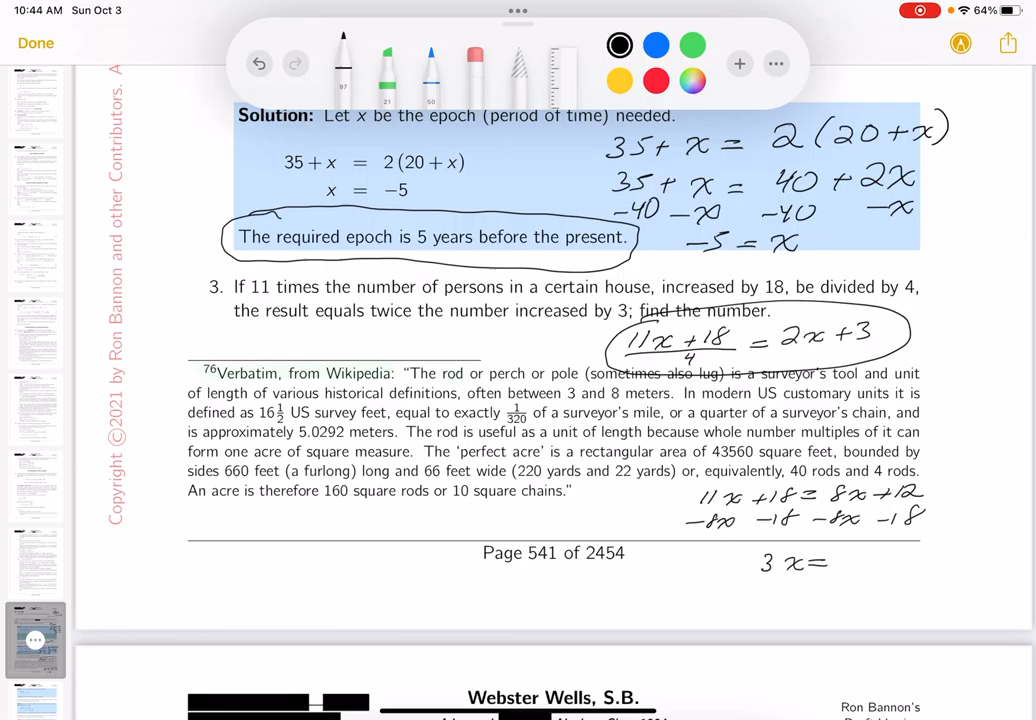 10:44 AM Sun Oct 3
64%
Done
97
21
50
Copyright ©2021 by Ron Bannon and other Contributors. A
Solution: Let x be the epoch (period of time) needed.
35 + x = 2 (20 + x)
x = −5
The required epoch is 5 years before the present.
35 + x = 2(20+x)
35 + x = 40 + 2x
-40 -x -40 -x
-5 = x
3. If 11 times the number of persons in a certain house, increased by 18, be divided by 4,
the result equals twice the number increased by 3; find the number.
11x + 18 / 4 = 2x + 3
76Verbatim, from Wikipedia: “The rod or perch or pole (sometimes also lug) is a surveyor’s tool and unit
of length of various historical definitions, often between 3 and 8 meters. In modern US customary units it is
defined as 16 1/2 US survey feet, equal to exactly 1/320 of a surveyor’s mile, or a quarter of a surveyor’s chain, and
is approximately 5.0292 meters. The rod is useful as a unit of length because whole number multiples of it can
form one acre of square measure. The ‘perfect acre’ is a rectangular area of 43560 square feet, bounded by
sides 660 feet (a furlong) long and 66 feet wide (220 yards and 22 yards) or, equivalently, 40 rods and 4 rods.
An acre is therefore 160 square rods or 10 square chains.”
11x + 18 = 8x + 12
-8x -18 -8x -18
3x =
Page 541 of 2454
Webster Wells, S.B.
Ron Bannon's